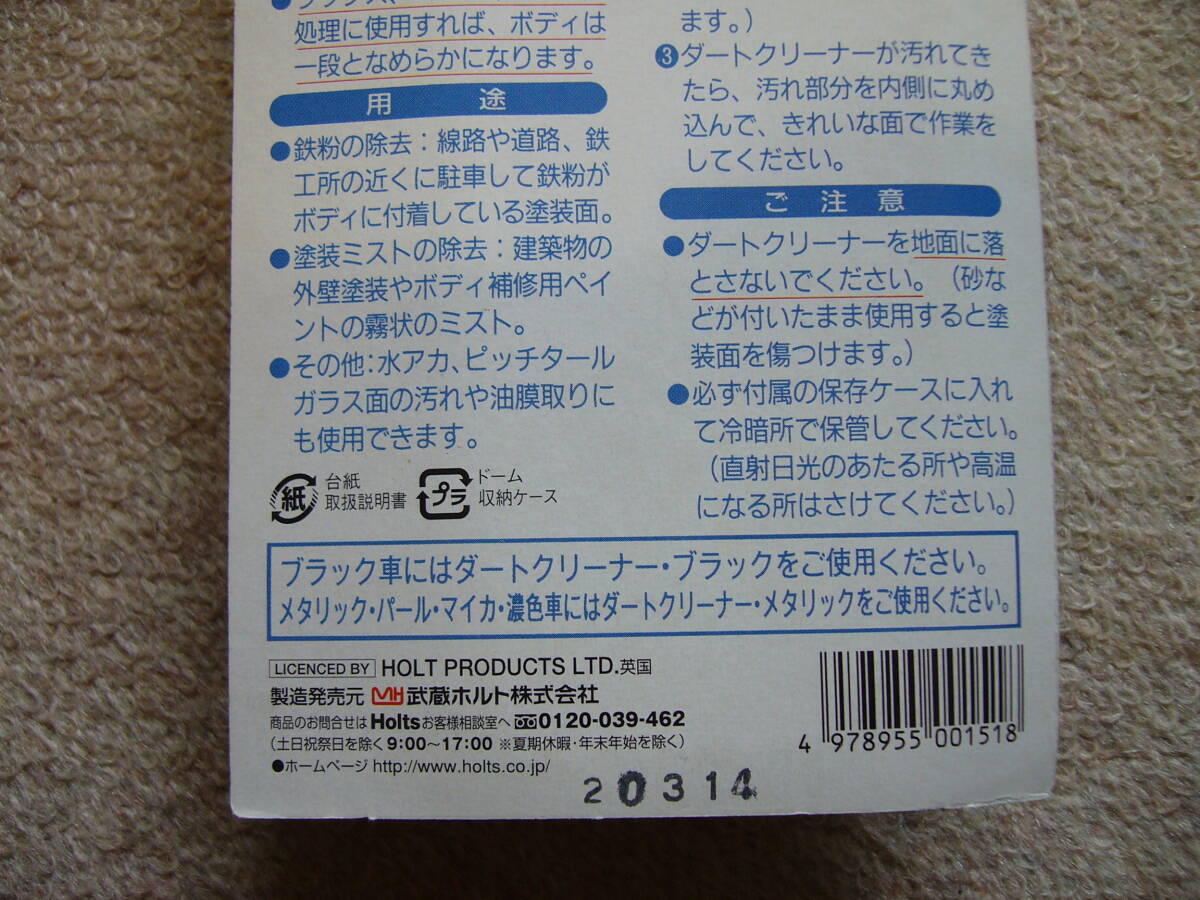 処理に使用すれば、ボディは
一段となめらかになります。
用途
●鉄粉の除去：線路や道路、鉄
工所の近くに駐車して鉄粉が
ボディに付着している塗装面。
●塗装ミストの除去：建築物の
外壁塗装やボディ補修用ペイ
ントの霧状のミスト。
●その他：水アカ、ピッチタール
ガラス面の汚れや油膜取りに
も使用できます。
紙
台紙
取扱説明書
プラ
ドーム
収納ケース
ます。）
❸ダートクリーナーが汚れてき
たら、汚れ部分を内側に丸め
込んで、きれいな面で作業を
してください。
ご注意
●ダートクリーナーを地面に落
とさないでください。（砂な
どが付いたまま使用すると塗
装面を傷つけます。）
●必ず付属の保存ケースに入れ
て冷暗所で保管してください。
（直射日光のあたる所や高温
になる所はさけてください。）
ブラック車にはダートクリーナー・ブラックをご使用ください。
メタリック・パール・マイカ・濃色車にはダートクリーナー・メタリックをご使用ください。
LICENCED BY HOLT PRODUCTS LTD.英国
製造発売元 MH 武蔵ホルト株式会社
商品のお問合せはHoltsお客様相談室へ 0120-039-462
（土日祝祭日を除く9:00〜17:00 ※夏期休暇・年末年始を除く）
●ホームページ http://www.holts.co.jp/
4 978955 001518
20314